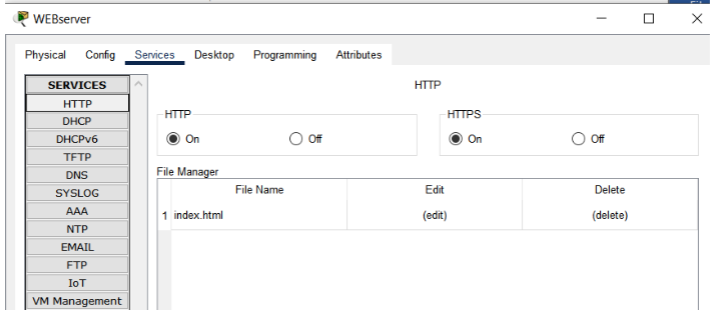 WEBserver
Physical Config Services Desktop Programming Attributes
SERVICES
HTTP
DHCP
DHCPv6
TFTP
DNS
SYSLOG
AAA
NTP
EMAIL
FTP
IoT
VM Management
HTTP
HTTP
On Off
HTTPS
On Off
File Manager
File Name Edit Delete
1 index.html (edit) (delete)